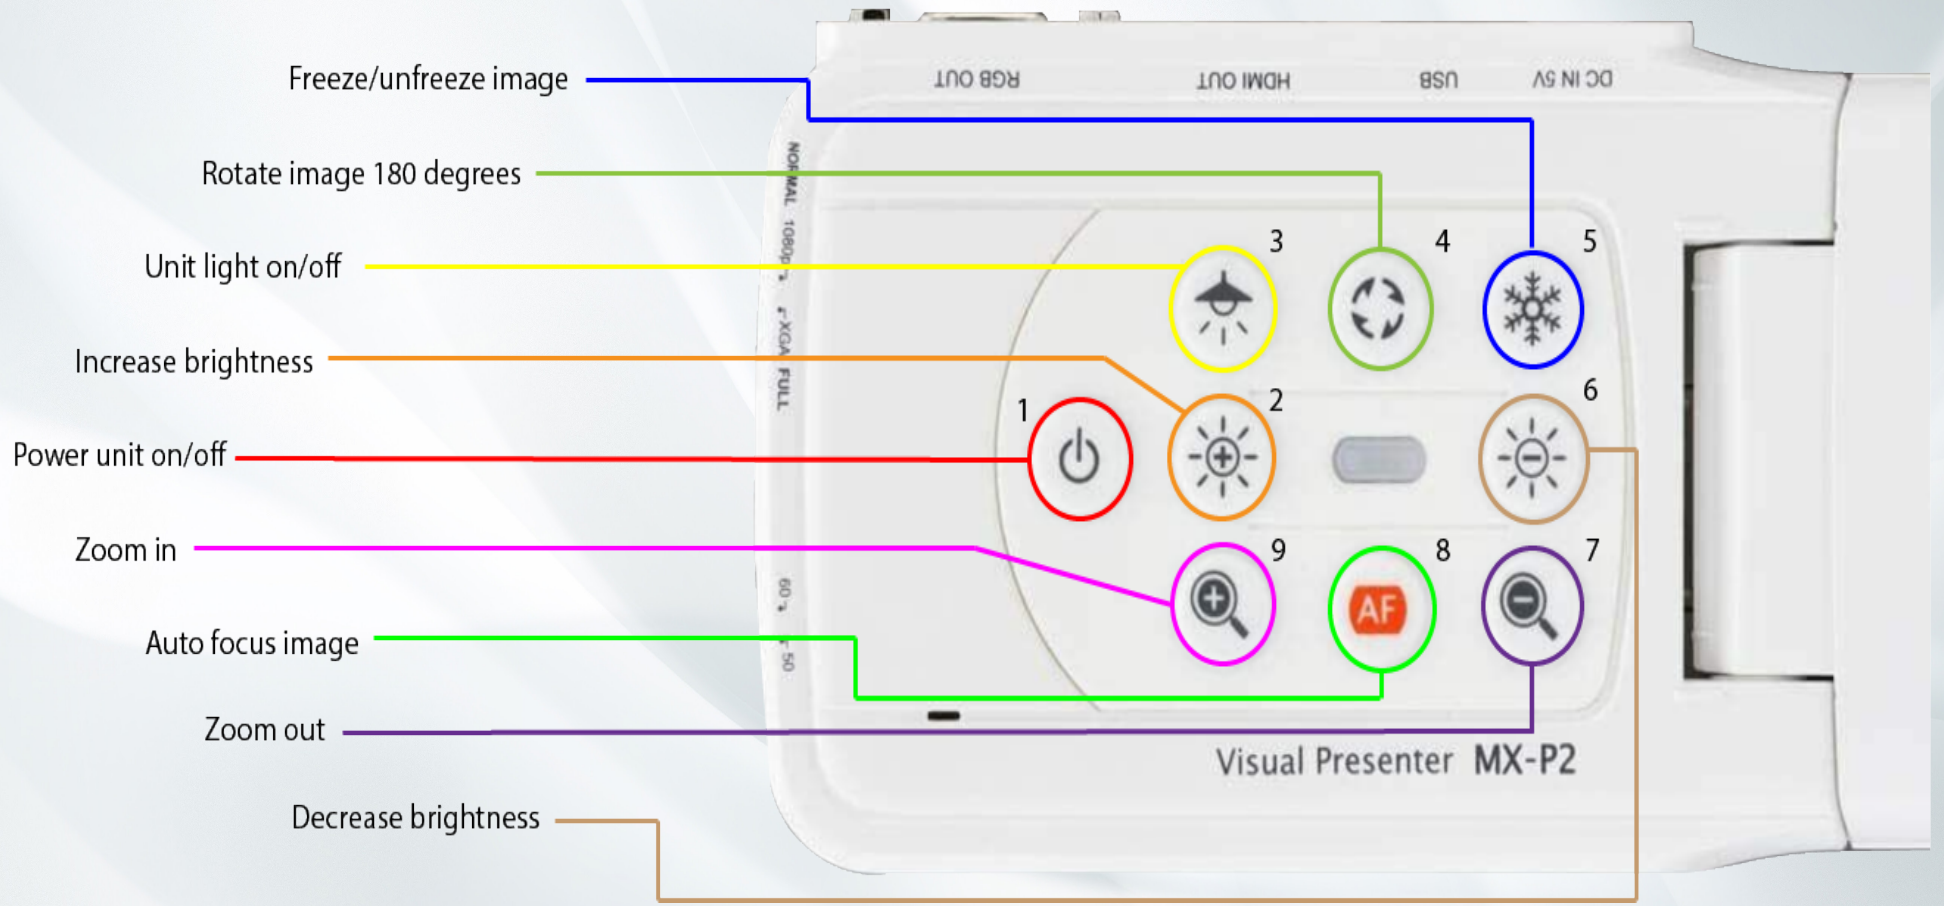 RGB OUT
HDMI OUT
USB
DC IN 5V
Freeze/unfreeze image
Rotate image 180 degrees
Unit light on/off
Increase brightness
Power unit on/off
Zoom in
Auto focus image
Zoom out
Decrease brightness
NORMAL 1080p
XGA FULL
60
50
3
4
5
1
2
6
9
8
7
AF
Visual Presenter MX-P2